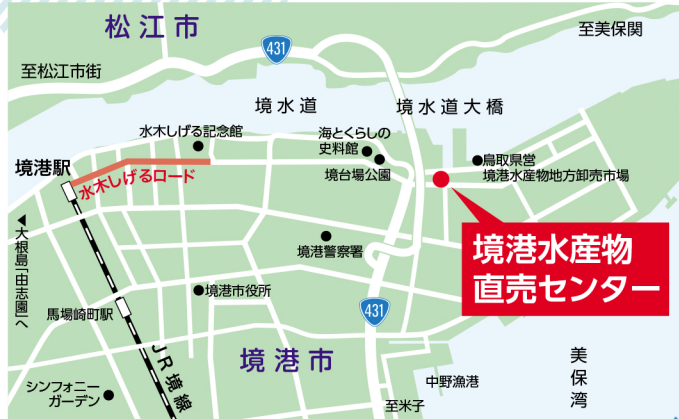 松江市
431
至美保関
至松江市街
境水道
境水道大橋
水木しげる記念館
海とくらしの
史料館
境港駅
水木しげるロード
境台場公園
鳥取県営
境港水産物地方卸売市場
◀大根島「由志園」へ
境港警察署
境港水産物
直売センター
境港市役所
431
馬場崎町駅
JR境線
境港市
美保湾
シンフォニー
ガーデン
中野漁港
至米子